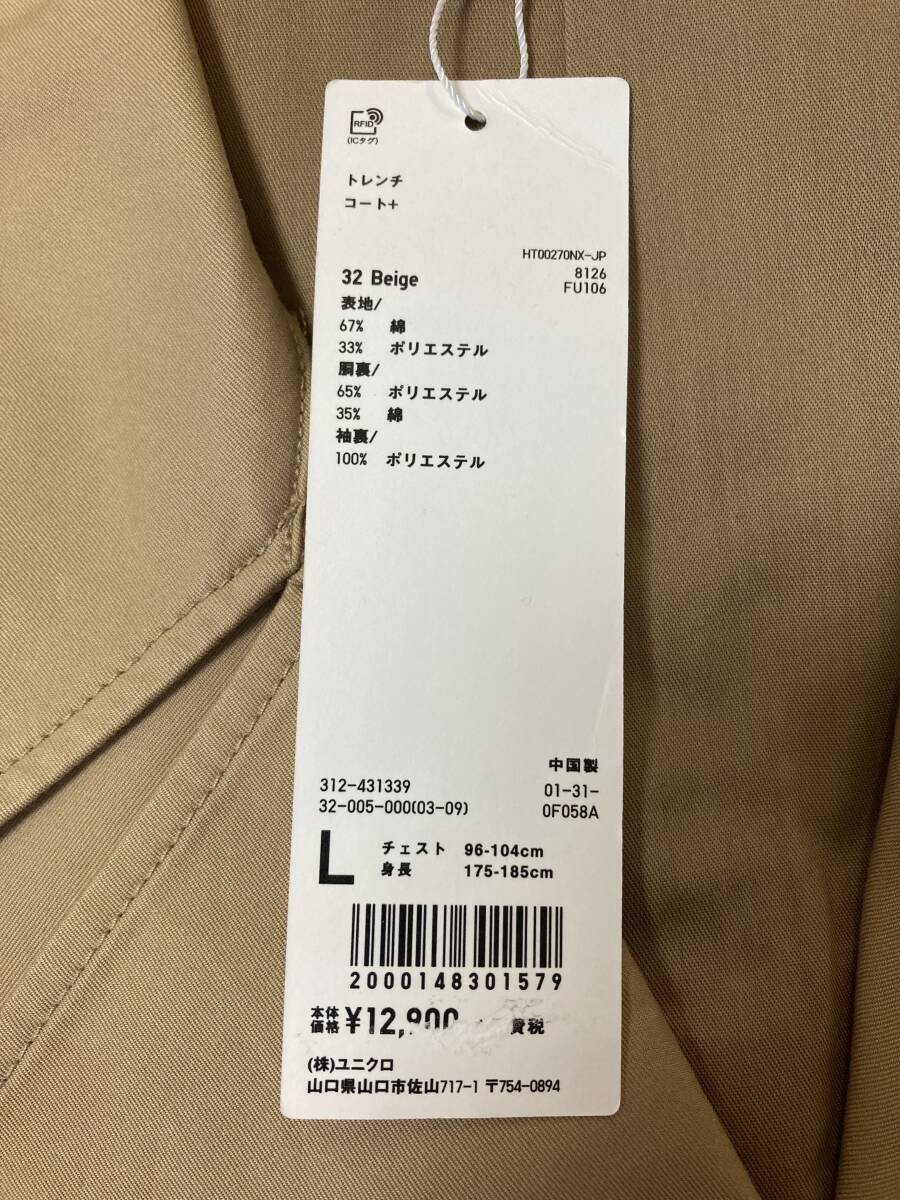 RFID
(ICタグ)
トレンチ
コート+
HT00270NX-JP
32 Beige
8126
FU106
表地/
67% 綿
33% ポリエステル
胴裏/
65% ポリエステル
35% 綿
袖裏/
100% ポリエステル
中国製
312-431339
01-31-
32-005-000(03-09)
0F058A
L
チェスト 96-104cm
身長 175-185cm
2000148301579
本体
価格 ¥12,900
(株)ユニクロ
山口県山口市佐山717-1 〒754-0894